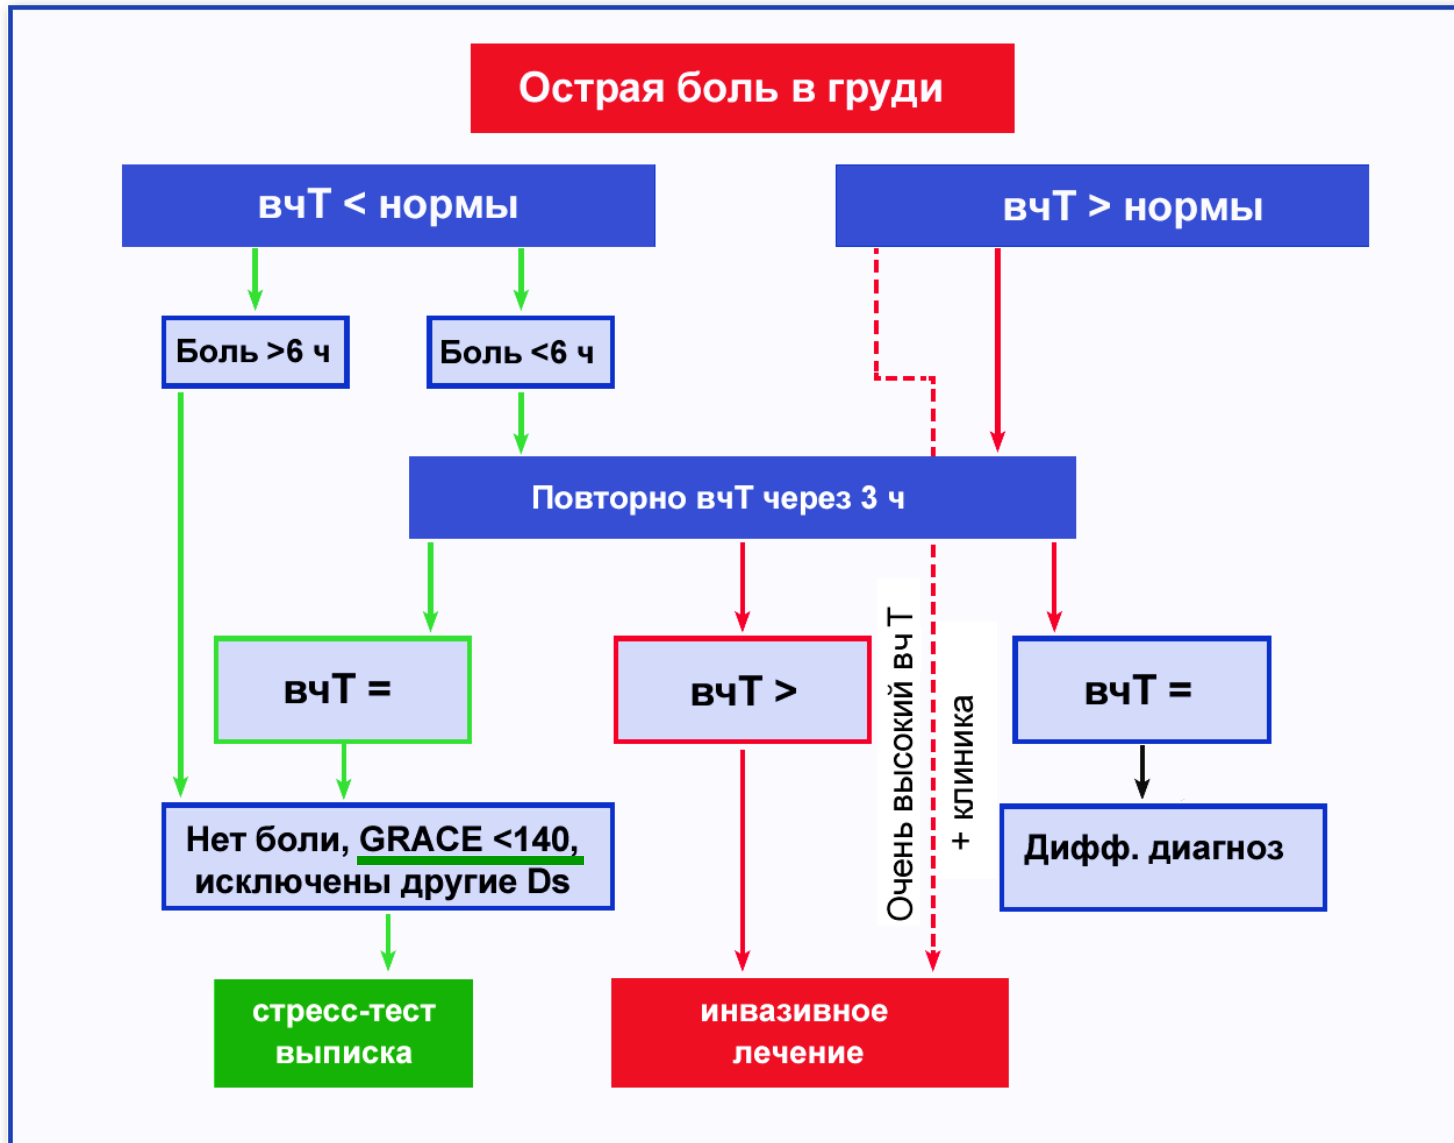 Острая боль в груди
вчТ < нормы
вчТ > нормы
Боль >6 ч
Боль <6 ч
Повторно вчТ через 3 ч
вчТ =
вчТ >
Очень высокий вч Т
+ клиника
вчТ =
Нет боли, GRACE <140,
исключены другие Ds
Дифф. диагноз
стресс-тест
выписка
инвазивное
лечение